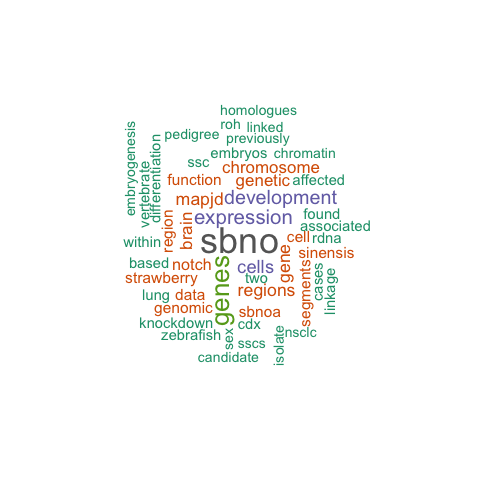 homologues
roh linked
pedigree previously
embryogenesis
vertebrate
differentiation
embryos chromatin
ssc chromosome
function genetic affected
mapjd development
region brain expression found
associated
within sbno cell rdna
based notch cells gene sinensis
strawberry two
segments cases linkage
lung data genes regions
genomic sbnoa
knockdown cdx
zebrafish sex sscs nsclc
isolate
candidate